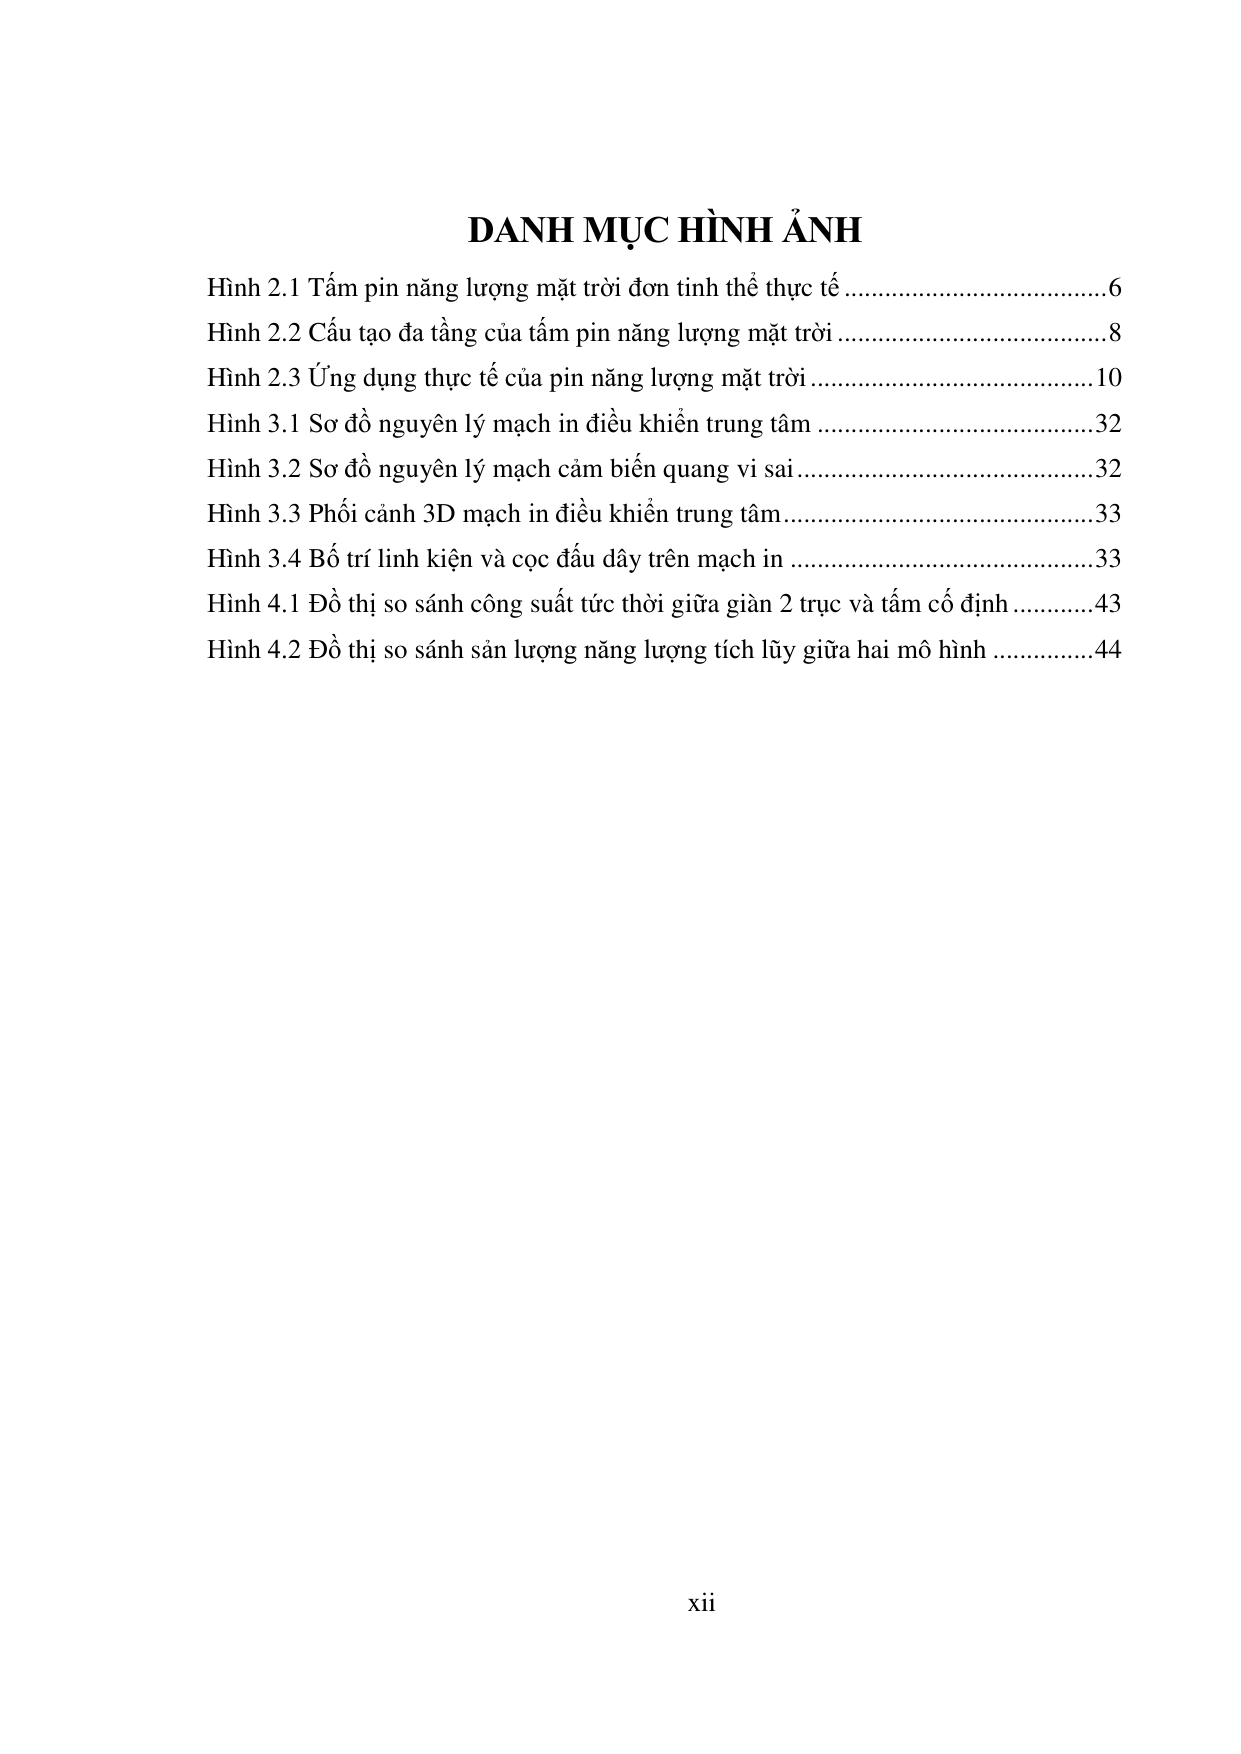 DANH MỤC HÌNH ẢNH
Hình 2.1 Tấm pin năng lượng mặt trời đơn tinh thể thực tế .......................................6
Hình 2.2 Cấu tạo đa tầng của tấm pin năng lượng mặt trời ........................................8
Hình 2.3 Ứng dụng thực tế của pin năng lượng mặt trời ..........................................10
Hình 3.1 Sơ đồ nguyên lý mạch in điều khiển trung tâm .........................................32
Hình 3.2 Sơ đồ nguyên lý mạch cảm biến quang vi sai ............................................32
Hình 3.3 Phối cảnh 3D mạch in điều khiển trung tâm ..............................................33
Hình 3.4 Bố trí linh kiện và cọc đấu dây trên mạch in .............................................33
Hình 4.1 Đồ thị so sánh công suất tức thời giữa giàn 2 trục và tấm cố định ............43
Hình 4.2 Đồ thị so sánh sản lượng năng lượng tích lũy giữa hai mô hình ...............44
xii